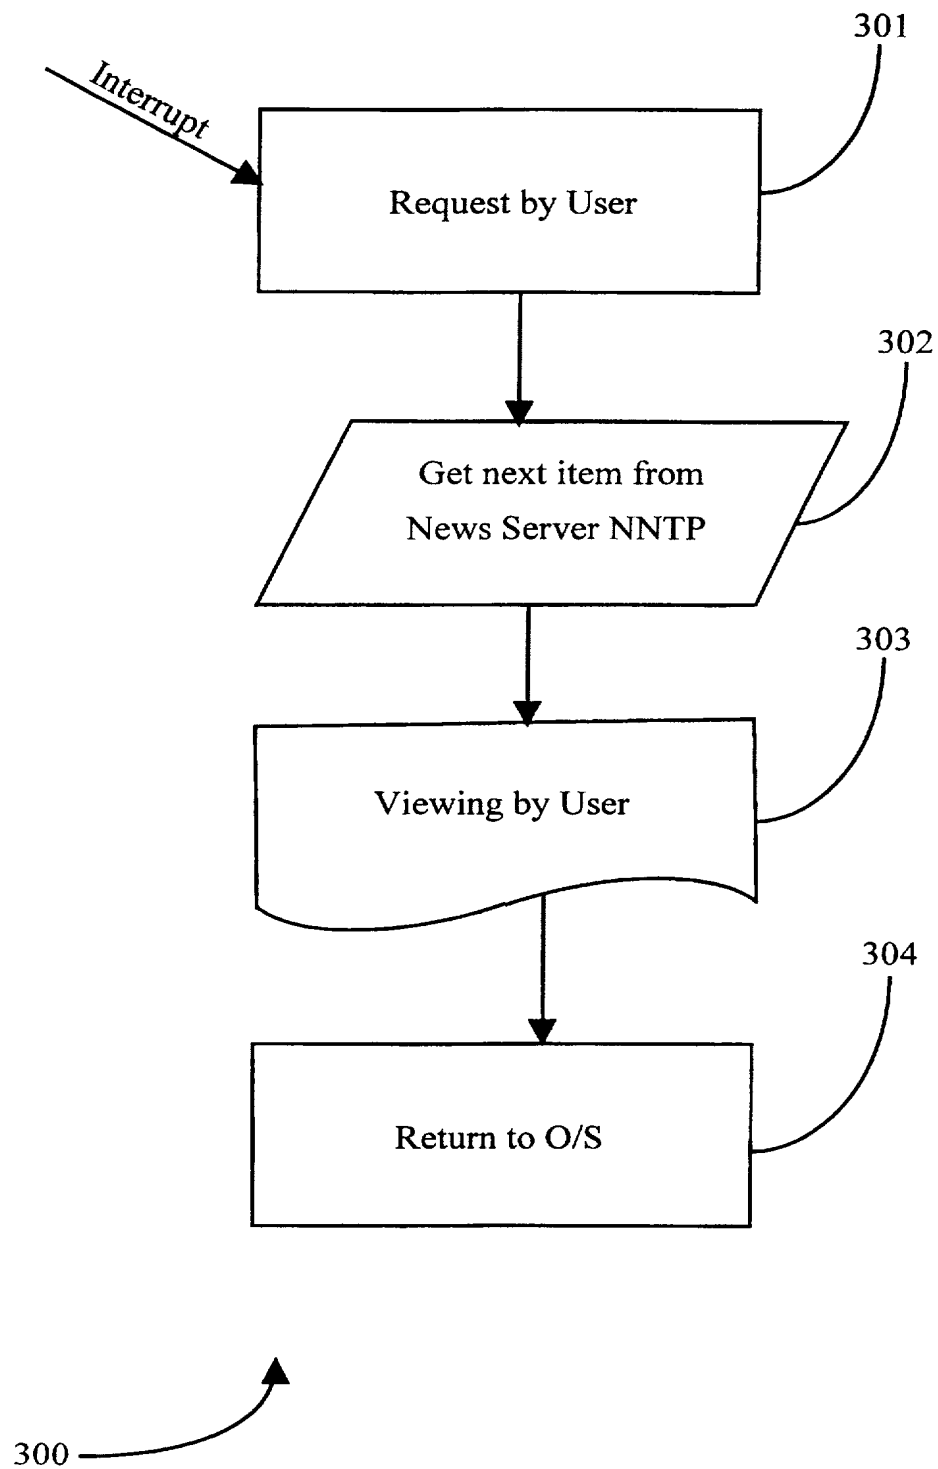 301
Interrupt
Request by User
302
Get next item from
News Server NNTP
303
Viewing by User
304
Return to O/S
300